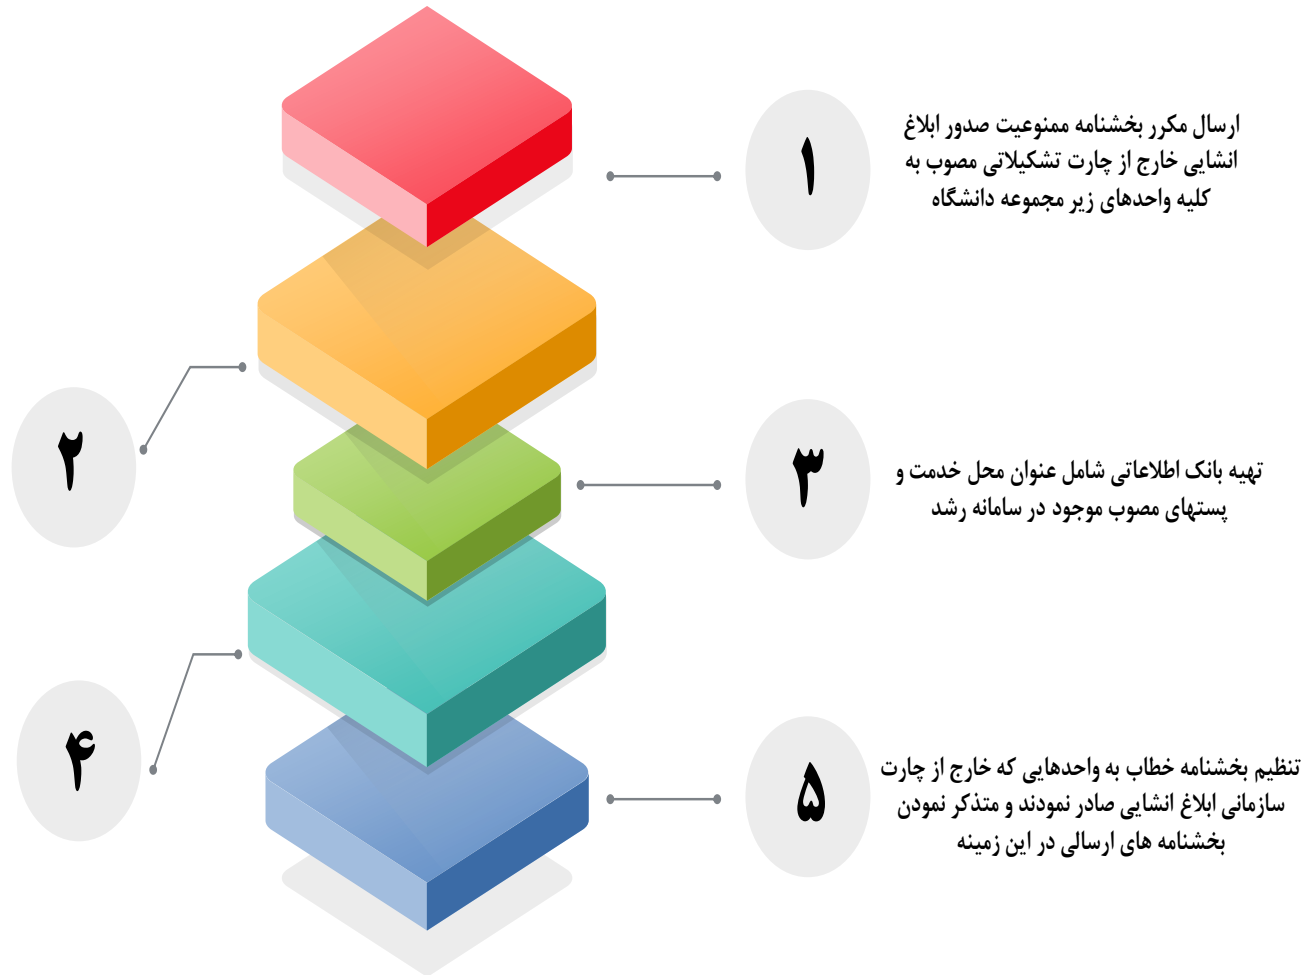 ۱
ارسال مکرر بخشنامه ممنوعیت صدور ابلاغ
انشایی خارج از چارت تشکیلاتی مصوب به
کلیه واحدهای زیر مجموعه دانشگاه
۲
۳
تهیه بانک اطلاعاتی شامل عنوان محل خدمت و
پستهای مصوب موجود در سامانه رشد
۴
۵
تنظیم بخشنامه خطاب به واحدهایی که خارج از چارت
سازمانی ابلاغ انشایی صادر نمودند و متذکر نمودن
بخشنامه های ارسالی در این زمینه